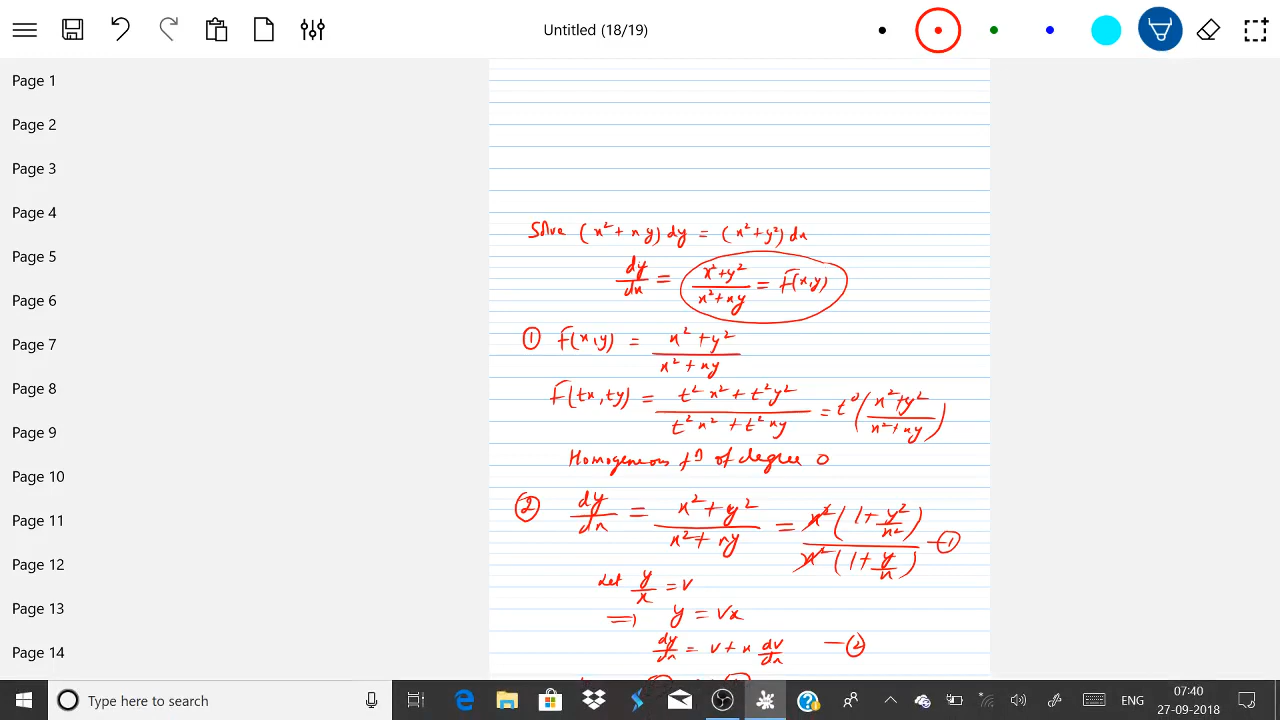 Untitled (18/19)
Page 1
Page 2
Page 3
Page 4
Page 5
Page 6
Page 7
Page 8
Page 9
Page 10
Page 11
Page 12
Page 13
Page 14
Solve (x² + xy) dy = (x² + y²) dx
dy/dx = (x² + y²)/(x² + xy) = F(x,y)
① F(x,y) = (x² + y²)/(x² + xy)
F(tx, ty) = (t²x² + t²y²)/(t²x² + t²xy) = t⁰((x² + y²)/(x² + xy))
Homogeneous fn of degree 0
② dy/dx = (x² + y²)/(x² + xy) = x²(1 + y²/x²)/x²(1 + y/x) — ①
Let y/x = v
⟹ y = vx
dy/dx = v + x dv/dx — ②
Type here to search
ENG
07:40
27-09-2018